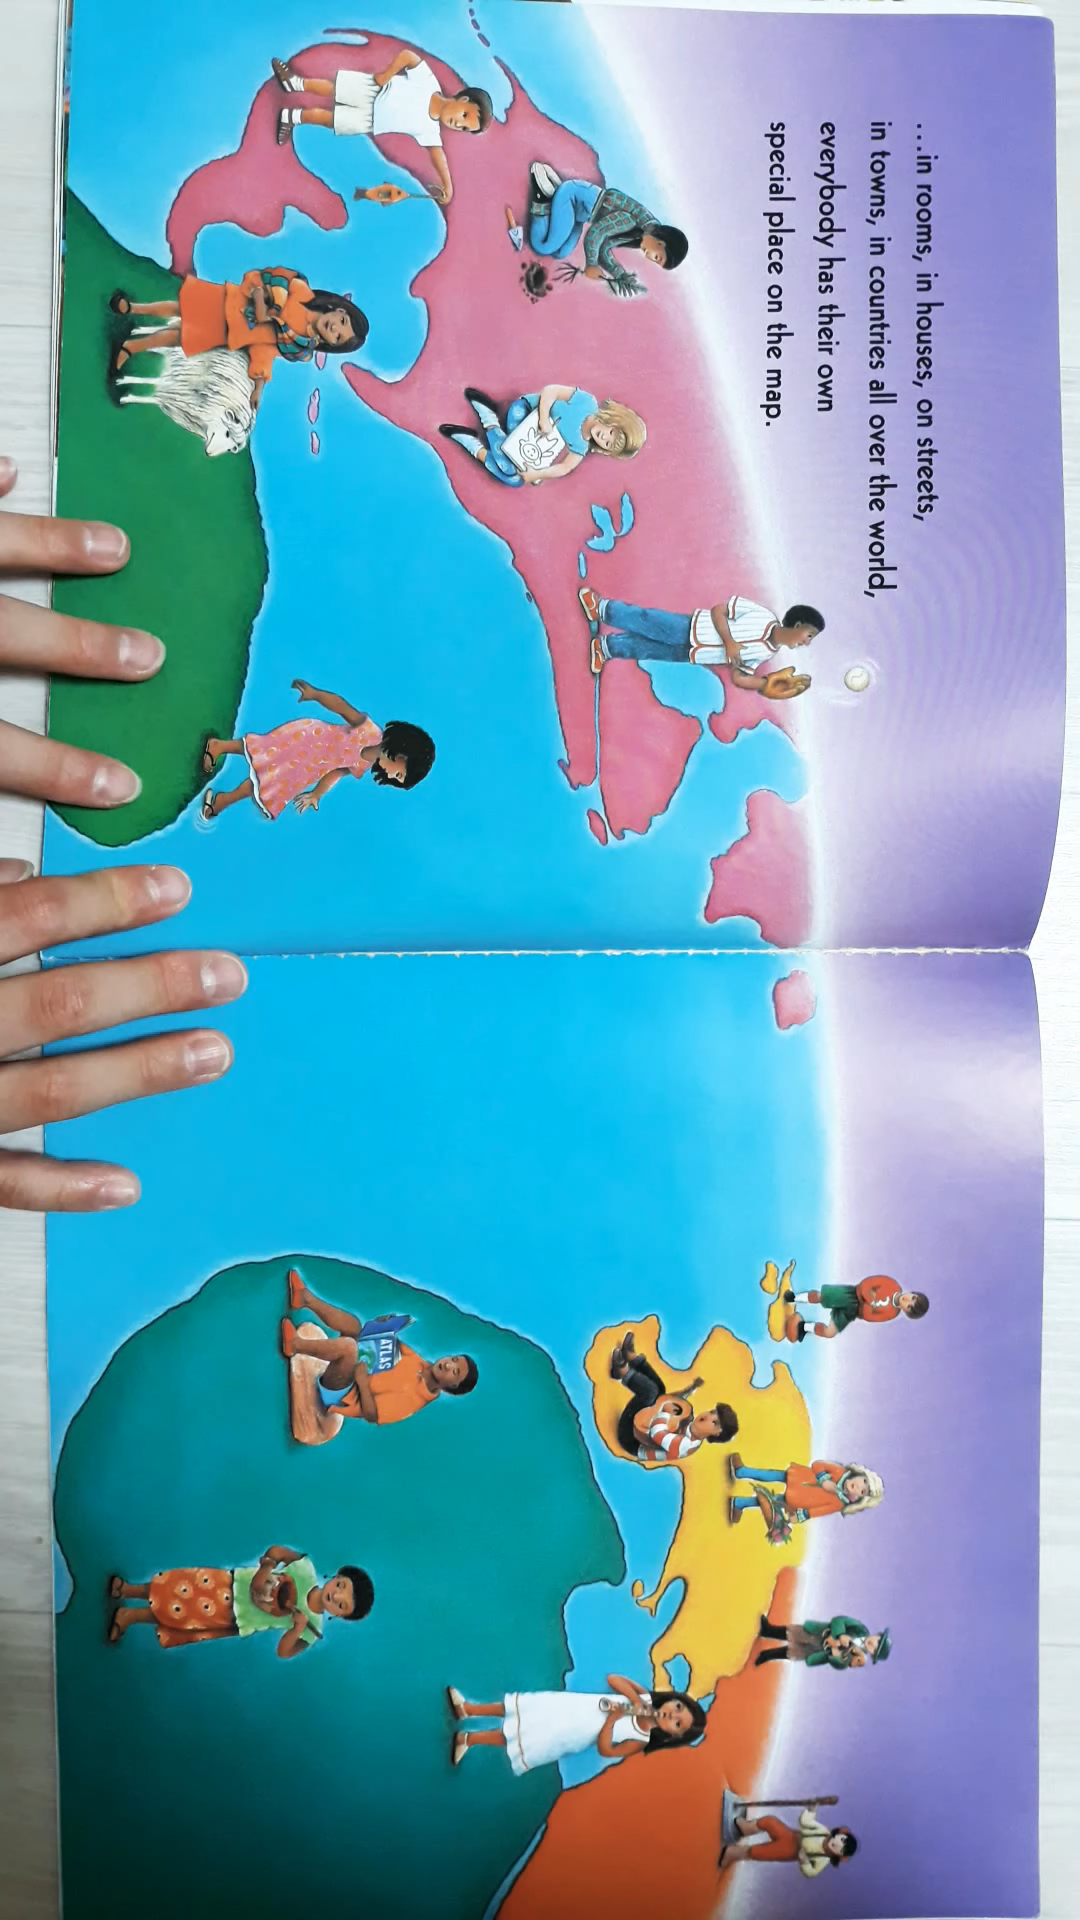 ...in rooms, in houses, on streets,
in towns, in countries all over the world,
everybody has their own
special place on the map.
ATLAS